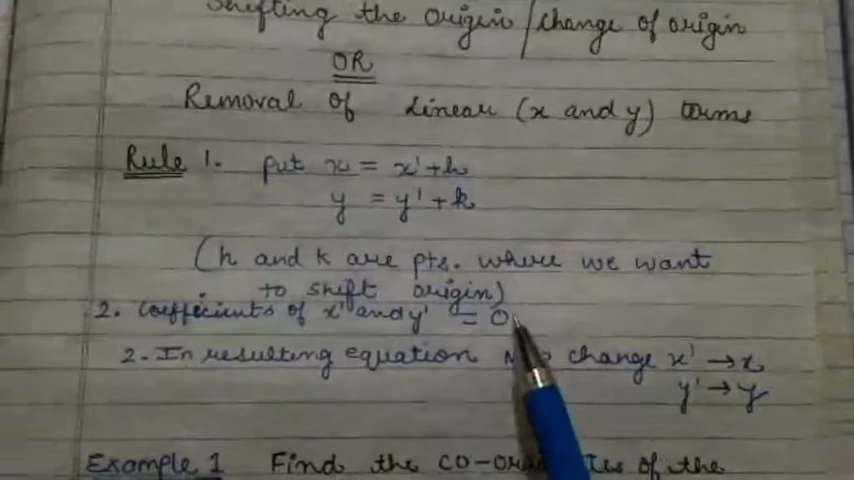 Shifting the origin/change of origin
OR
Removal of Linear (x and y) terms
Rule 1. put x = x'+h
y = y'+k
(h and k are pts. where we want
to shift origin)
2. Coefficients of x' and y' = 0
2. In resulting equation change x' → x
y' → y
Example 1 Find the of the